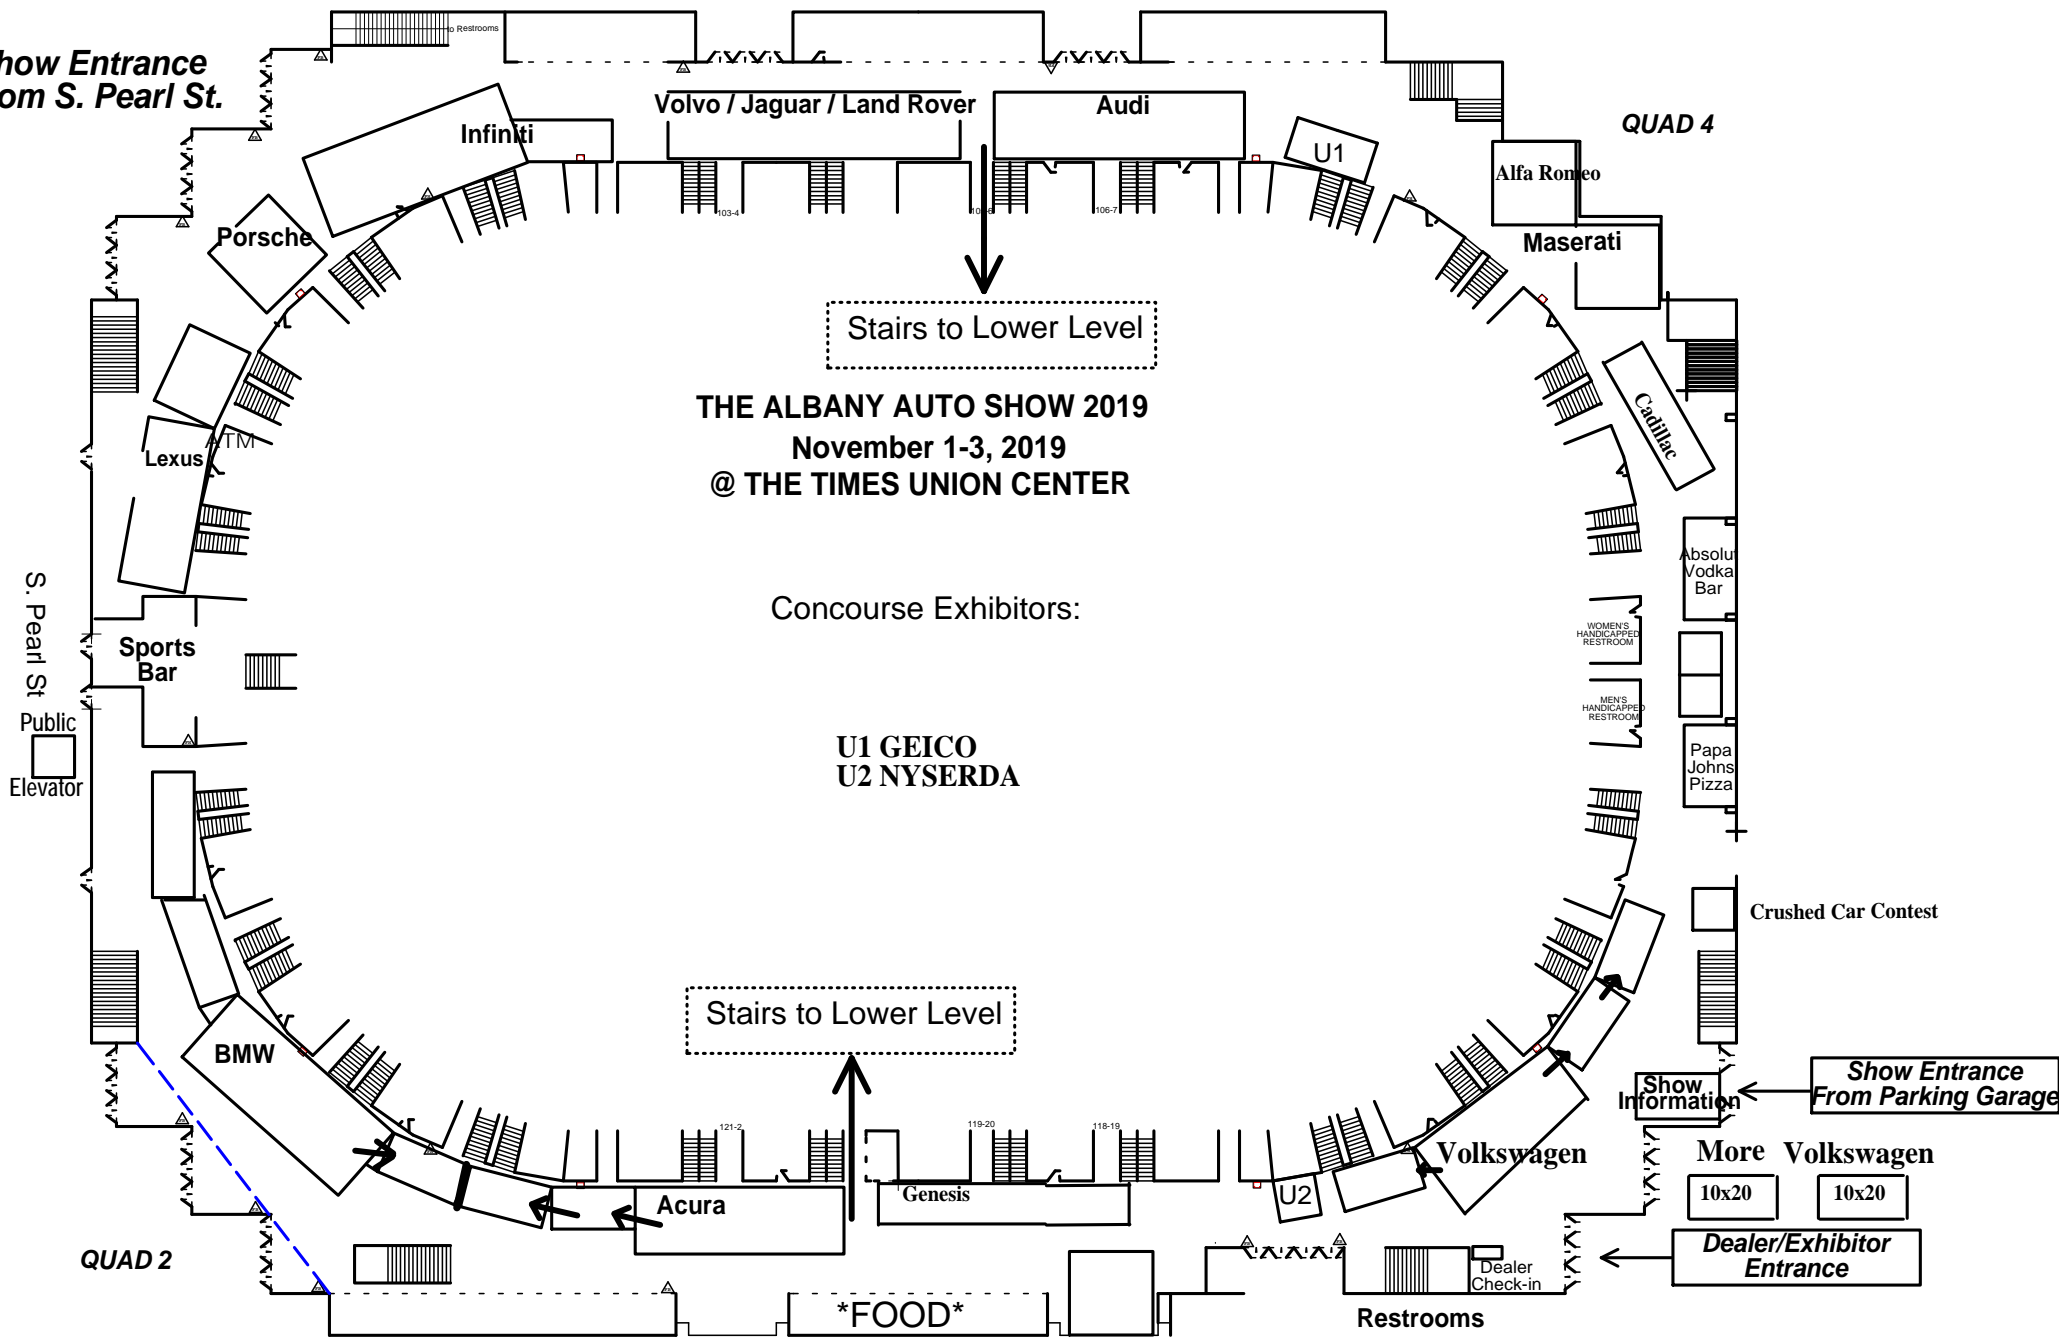 to Restrooms
how Entrance
om S. Pearl St.
Volvo / Jaguar / Land Rover
Audi
Infiniti
U1
QUAD 4
Alfa Romeo
103-4
106-7
Porsche
Maserati
Stairs to Lower Level
THE ALBANY AUTO SHOW 2019
November 1-3, 2019
@ THE TIMES UNION CENTER
Cadillac
ATM
Lexus
Absolut
Vodka
Bar
S. Pearl St
Concourse Exhibitors:
WOMEN'S
HANDICAPPED
RESTROOM
Sports
Bar
MEN'S
HANDICAPPED
RESTROOM
Public
Elevator
U1 GEICO
U2 NYSERDA
Papa
Johns
Pizza
Crushed Car Contest
Stairs to Lower Level
BMW
Show
Information
Show Entrance
From Parking Garage
121-2
119-20
118-19
Volkswagen
More Volkswagen
10x20
10x20
Genesis
U2
Acura
QUAD 2
Dealer/Exhibitor
Entrance
Dealer
Check-in
*FOOD*
Restrooms